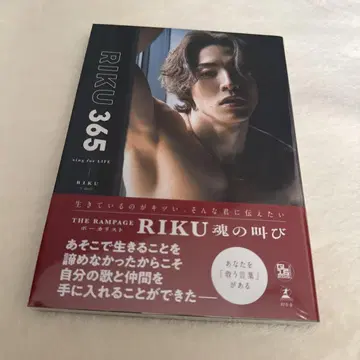 RIKU 365
sing for LIFE
RIKU
生きているのがキツい、そんな君に伝えたい
THE RAMPAGE
ボーカリスト
RIKU 魂の叫び
あそこで生きることを
諦めなかったからこそ
自分の歌と仲間を
手に入れることができた──
あなたを
「救う言葉」
がある